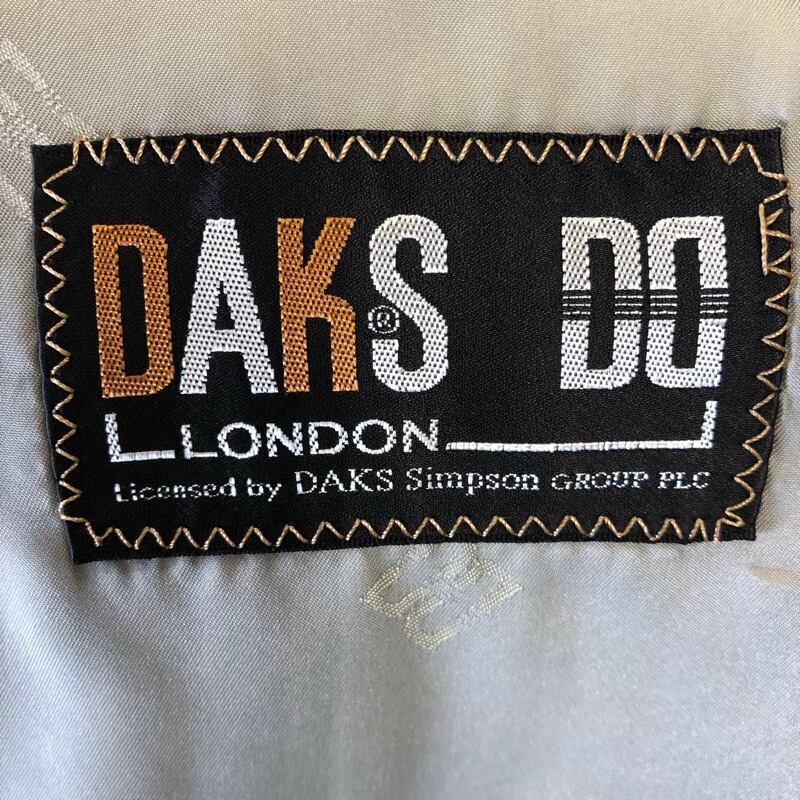 DAKS® DD
LONDON
Licensed by DAKS Simpson GROUP PLC